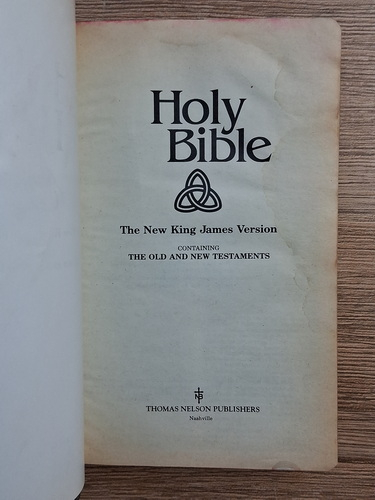 Holy
Bible
The New King James Version
CONTAINING
THE OLD AND NEW TESTAMENTS
THOMAS NELSON PUBLISHERS
Nashville